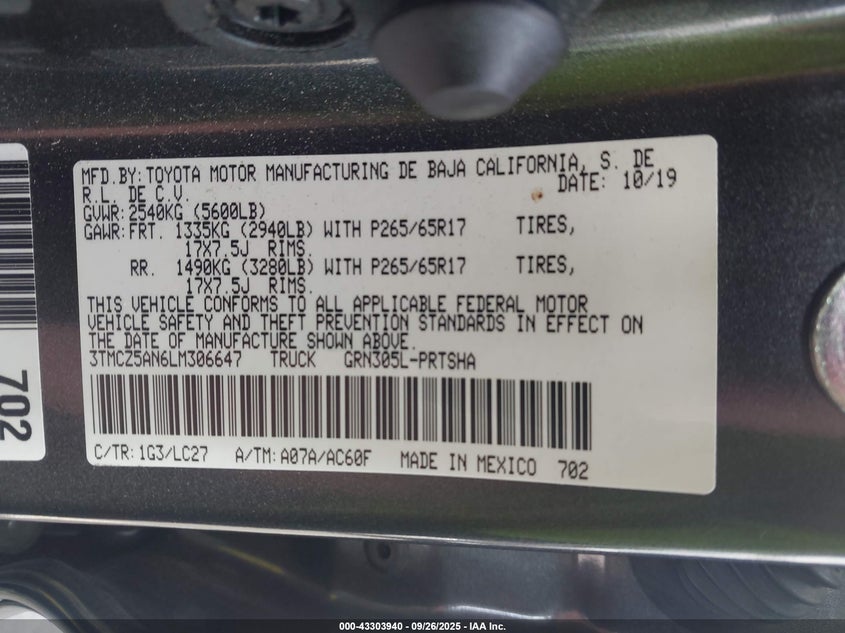 MFD.BY:TOYOTA MOTOR MANUFACTURING DE BAJA CALIFORNIA, S. DE
R.L. DE C.V. DATE: 10/19
GVWR:2540KG (5600LB)
GAWR:FRT. 1335KG (2940LB) WITH P265/65R17 TIRES,
17X7.5J RIMS.
RR. 1490KG (3280LB) WITH P265/65R17 TIRES,
17X7.5J RIMS.
THIS VEHICLE CONFORMS TO ALL APPLICABLE FEDERAL MOTOR
VEHICLE SAFETY AND THEFT PREVENTION STANDARDS IN EFFECT ON
THE DATE OF MANUFACTURE SHOWN ABOVE.
3TMCZ5AN6LM306647 TRUCK GRN305L-PRTSHA
C/TR:1G3/LC27 A/TM:A07A/AC60F MADE IN MEXICO 702
702
000-43303940 - 09/26/2025 - IAA Inc.